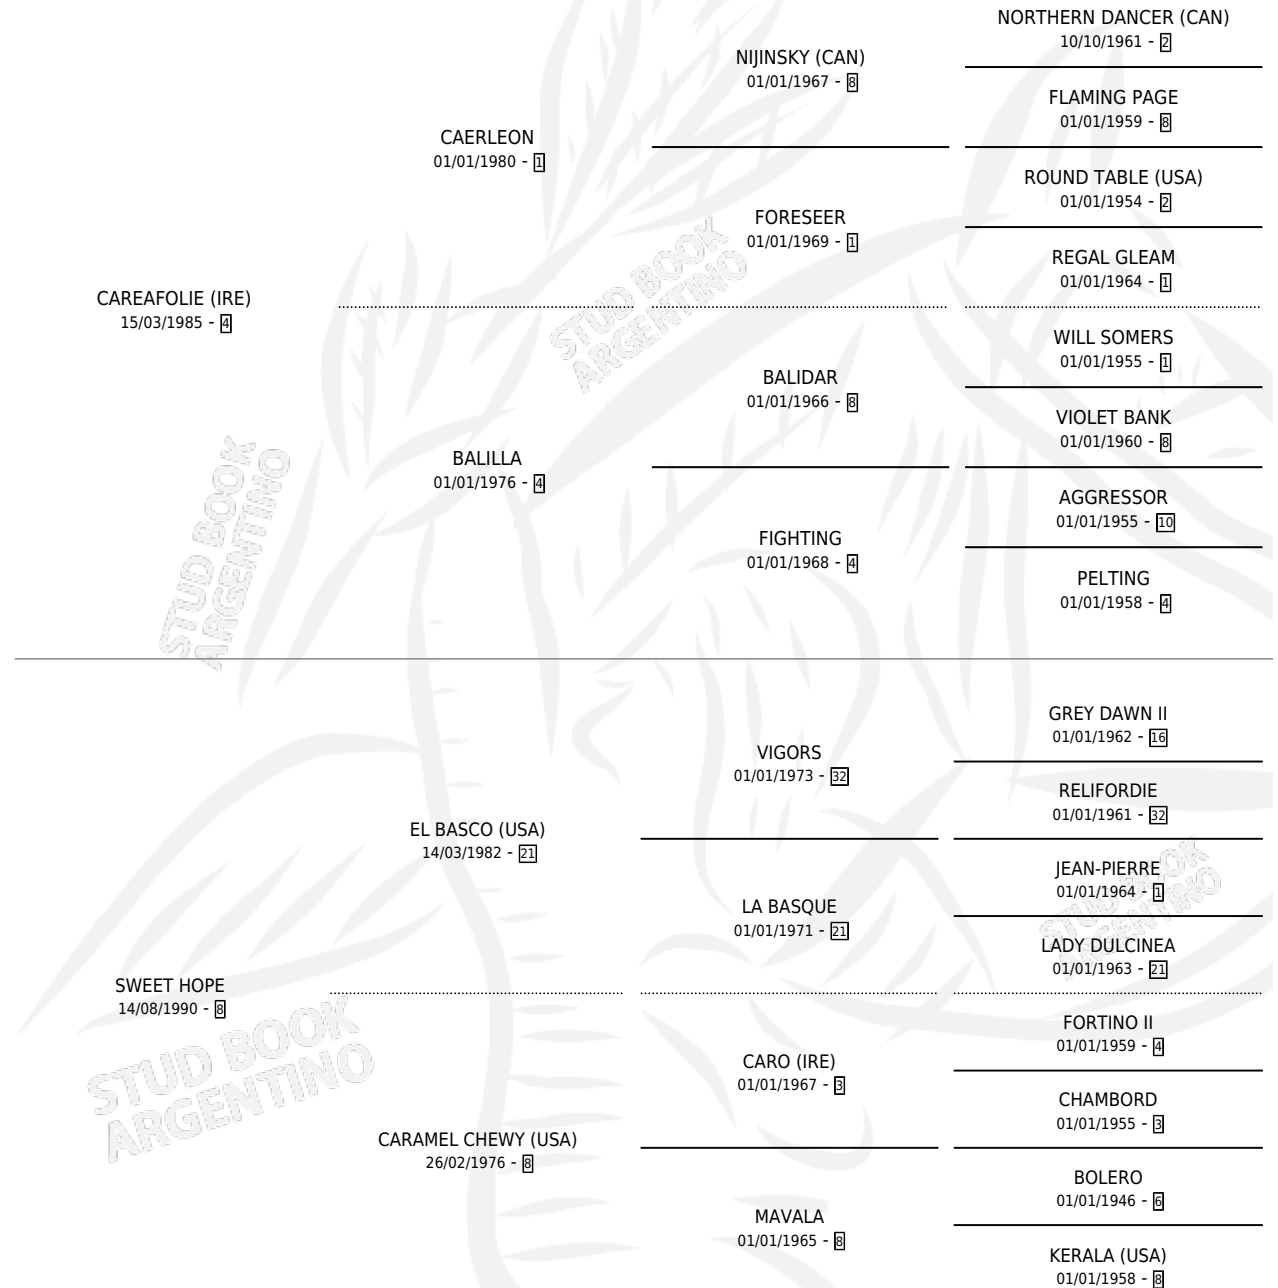 NORTHERN DANCER (CAN)
10/10/1961 - 2
NIJINSKY (CAN)
01/01/1967 - 8
FLAMING PAGE
01/01/1959 - 8
CAERLEON
01/01/1980 - 1
ROUND TABLE (USA)
01/01/1954 - 2
FORESEER
01/01/1969 - 1
REGAL GLEAM
01/01/1964 - 1
CAREAFOLIE (IRE)
15/03/1985 - 4
STUD BOOK
ARGENTINO
WILL SOMERS
01/01/1955 - 1
BALIDAR
01/01/1966 - 8
VIOLET BANK
01/01/1960 - 8
BALILLA
01/01/1976 - 4
AGGRESSOR
01/01/1955 - 10
FIGHTING
01/01/1968 - 4
PELTING
01/01/1958 - 4
STUD BOOK
ARGENTINO
GREY DAWN II
01/01/1962 - 16
VIGORS
01/01/1973 - 32
RELIFORDIE
01/01/1961 - 32
EL BASCO (USA)
14/03/1982 - 21
JEAN-PIERRE
01/01/1964 - 1
LA BASQUE
01/01/1971 - 21
LADY DULCINEA
01/01/1963 - 21
STUD BOOK
ARGENTINO
SWEET HOPE
14/08/1990 - 8
FORTINO II
01/01/1959 - 4
CARO (IRE)
01/01/1967 - 3
CHAMBORD
01/01/1955 - 3
STUD BOOK
ARGENTINO
CARAMEL CHEWY (USA)
26/02/1976 - 8
BOLERO
01/01/1946 - 6
MAVALA
01/01/1965 - 8
KERALA (USA)
01/01/1958 - 8